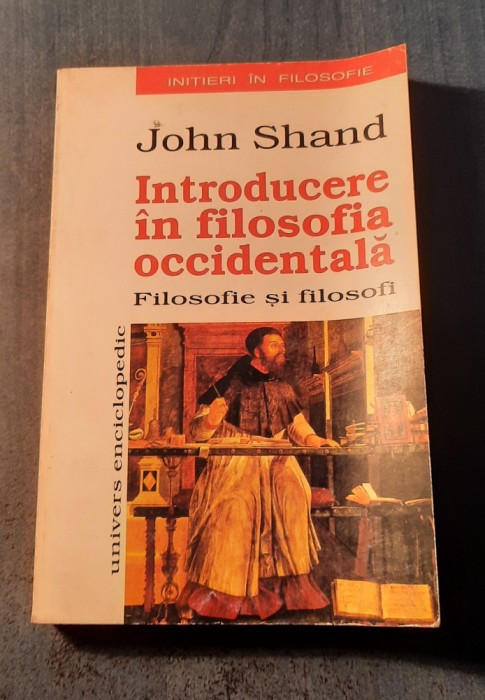 INIȚIERI ÎN FILOSOFIE
John Shand
Introducere
în filosofia
occidentală
Filosofie și filosofi
univers enciclopedic